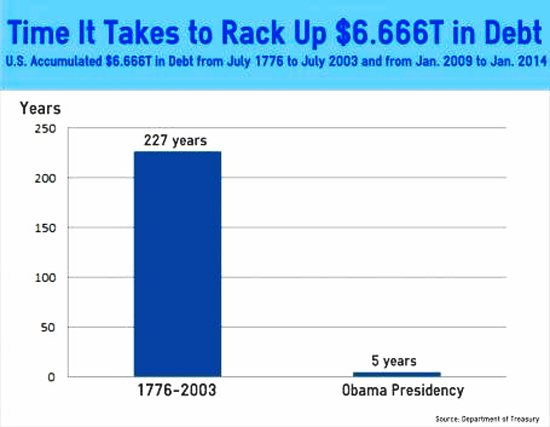 Time It Takes to Rack Up $6.666T in Debt
U.S. Accumulated $6.666T in Debt from July 1776 to July 2003 and from Jan. 2009 to Jan. 2014
Years
250
227 years
200
150
100
50
5 years
0
1776-2003
Obama Presidency
Source: Department of Treasury